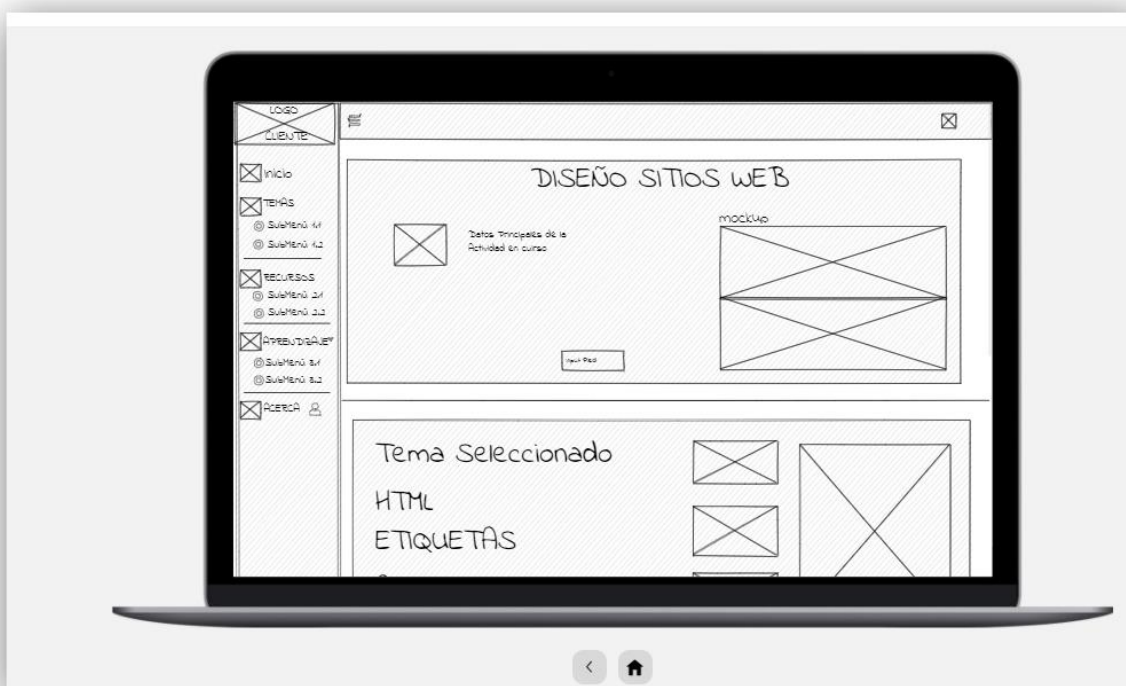 LOGO
CLIENTE
Inicio
TEMAS
SubMenú 1.1
SubMenú 1.2
RECURSOS
SubMenú 2.1
SubMenú 2.2
APRENDIZAJE
SubMenú 3.1
SubMenú 3.2
ACERCA
DISEÑO SITIOS WEB
Datos Principales de la
Actividad en curso
mockup
Tema Seleccionado
HTML
ETIQUETAS